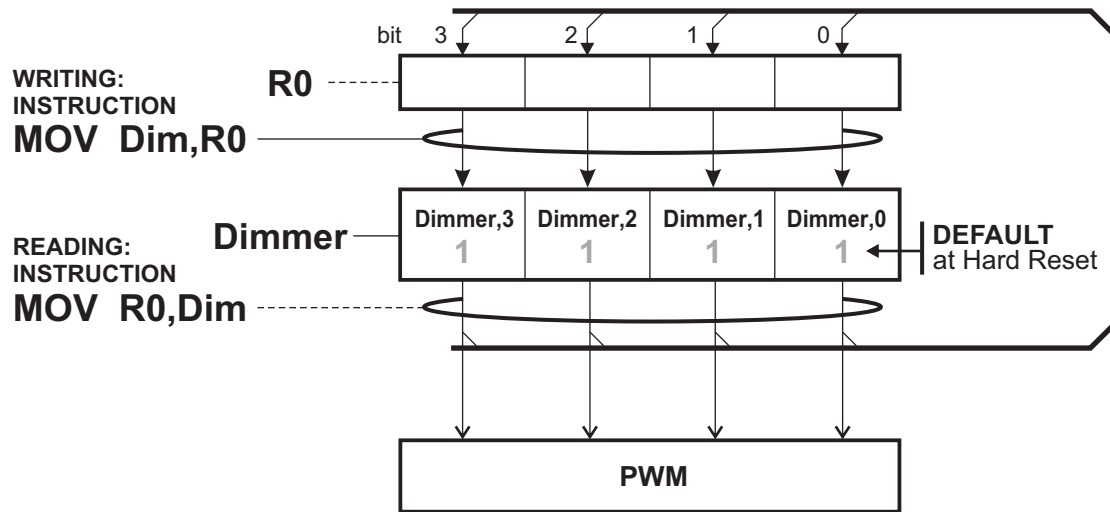 bit 3 2 1 0
WRITING:
INSTRUCTION
R0
MOV Dim,R0
Dimmer,3 Dimmer,2 Dimmer,1 Dimmer,0
1 1 1 1
Dimmer
DEFAULT
at Hard Reset
READING:
INSTRUCTION
MOV R0,Dim
PWM